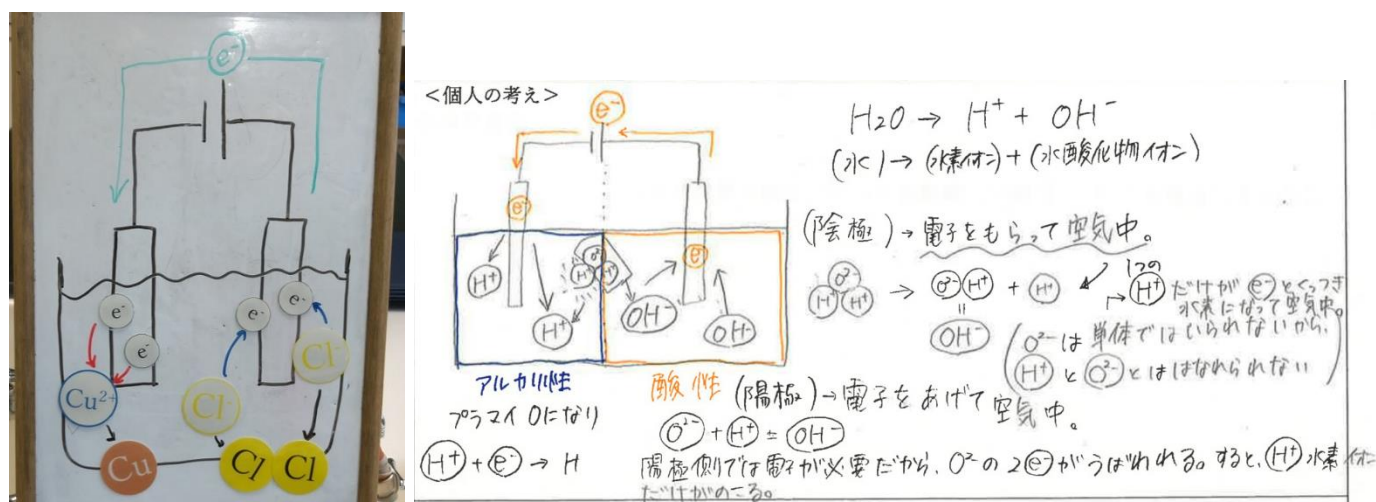 e⁻
e⁻
e⁻
e⁻
e⁻
Cu²⁺
Cl⁻
Cl⁻
Cu
Cl
Cl
<個人の考え>
e⁻
e⁻
H⁺
H⁺
O²⁻
H⁺
H⁺
OH⁻
e⁻
OH⁻
アルカリ性
酸性
プラマイ0になり
H⁺ + e⁻ → H
H₂O → H⁺ + OH⁻
(水) → (水素イオン) + (水酸化物イオン)
(陰極) → 電子をもらって空気中。
O²⁻ H⁺ H⁺ → O²⁻ H⁺ + H⁺
1つの
H⁺ だけが e⁻ とくっつき
水素になって空気中。
=
OH⁻
(O²⁻は単体ではいられないから、
H⁺ と O²⁻ とははなれられない)
(陽極) → 電子をあげて空気中。
O²⁻ + H⁺ = OH⁻
陽極側では電子が必要だから、O²⁻の2e⁻がうばわれる。すると、H⁺水素イオン
だけがのこる。